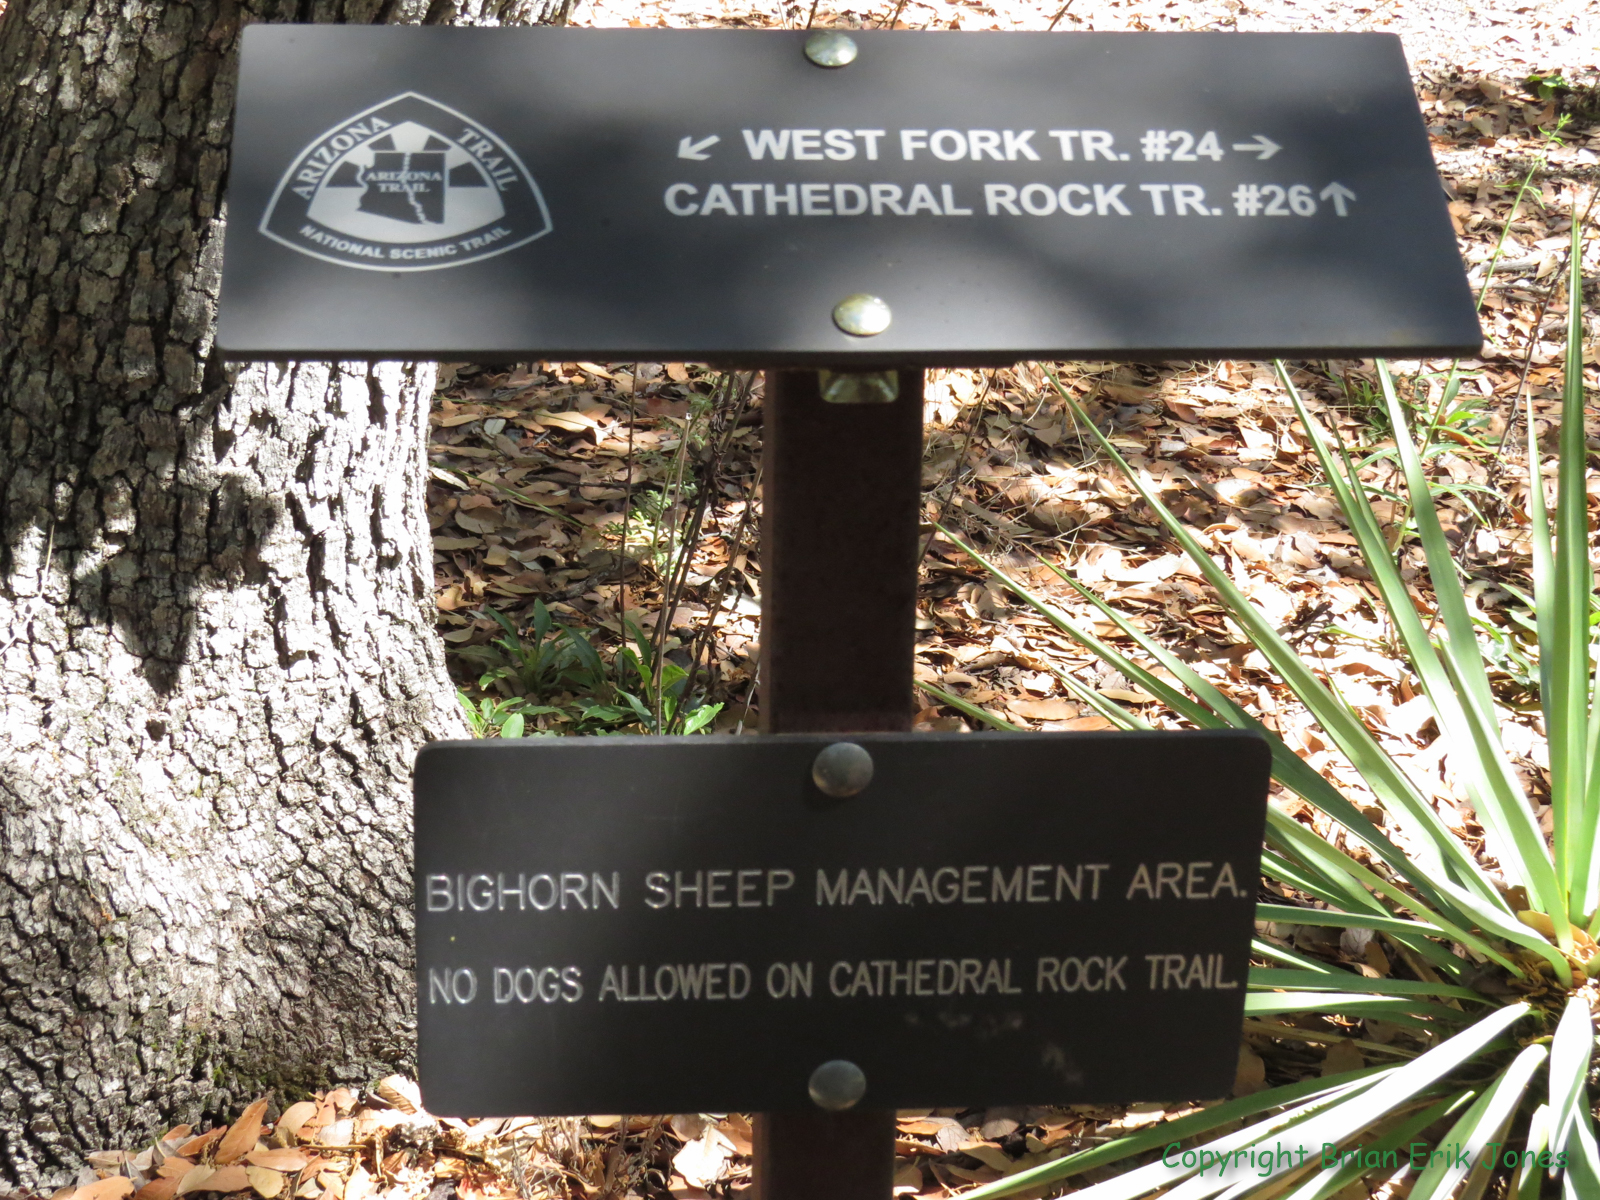 ARIZONA TRAIL
ARIZONA
TRAIL
NATIONAL SCENIC TRAIL
↙ WEST FORK TR. #24 →
CATHEDRAL ROCK TR. #26 ↑
BIGHORN SHEEP MANAGEMENT AREA.
NO DOGS ALLOWED ON CATHEDRAL ROCK TRAIL.
Copyright Brian Erik Jones